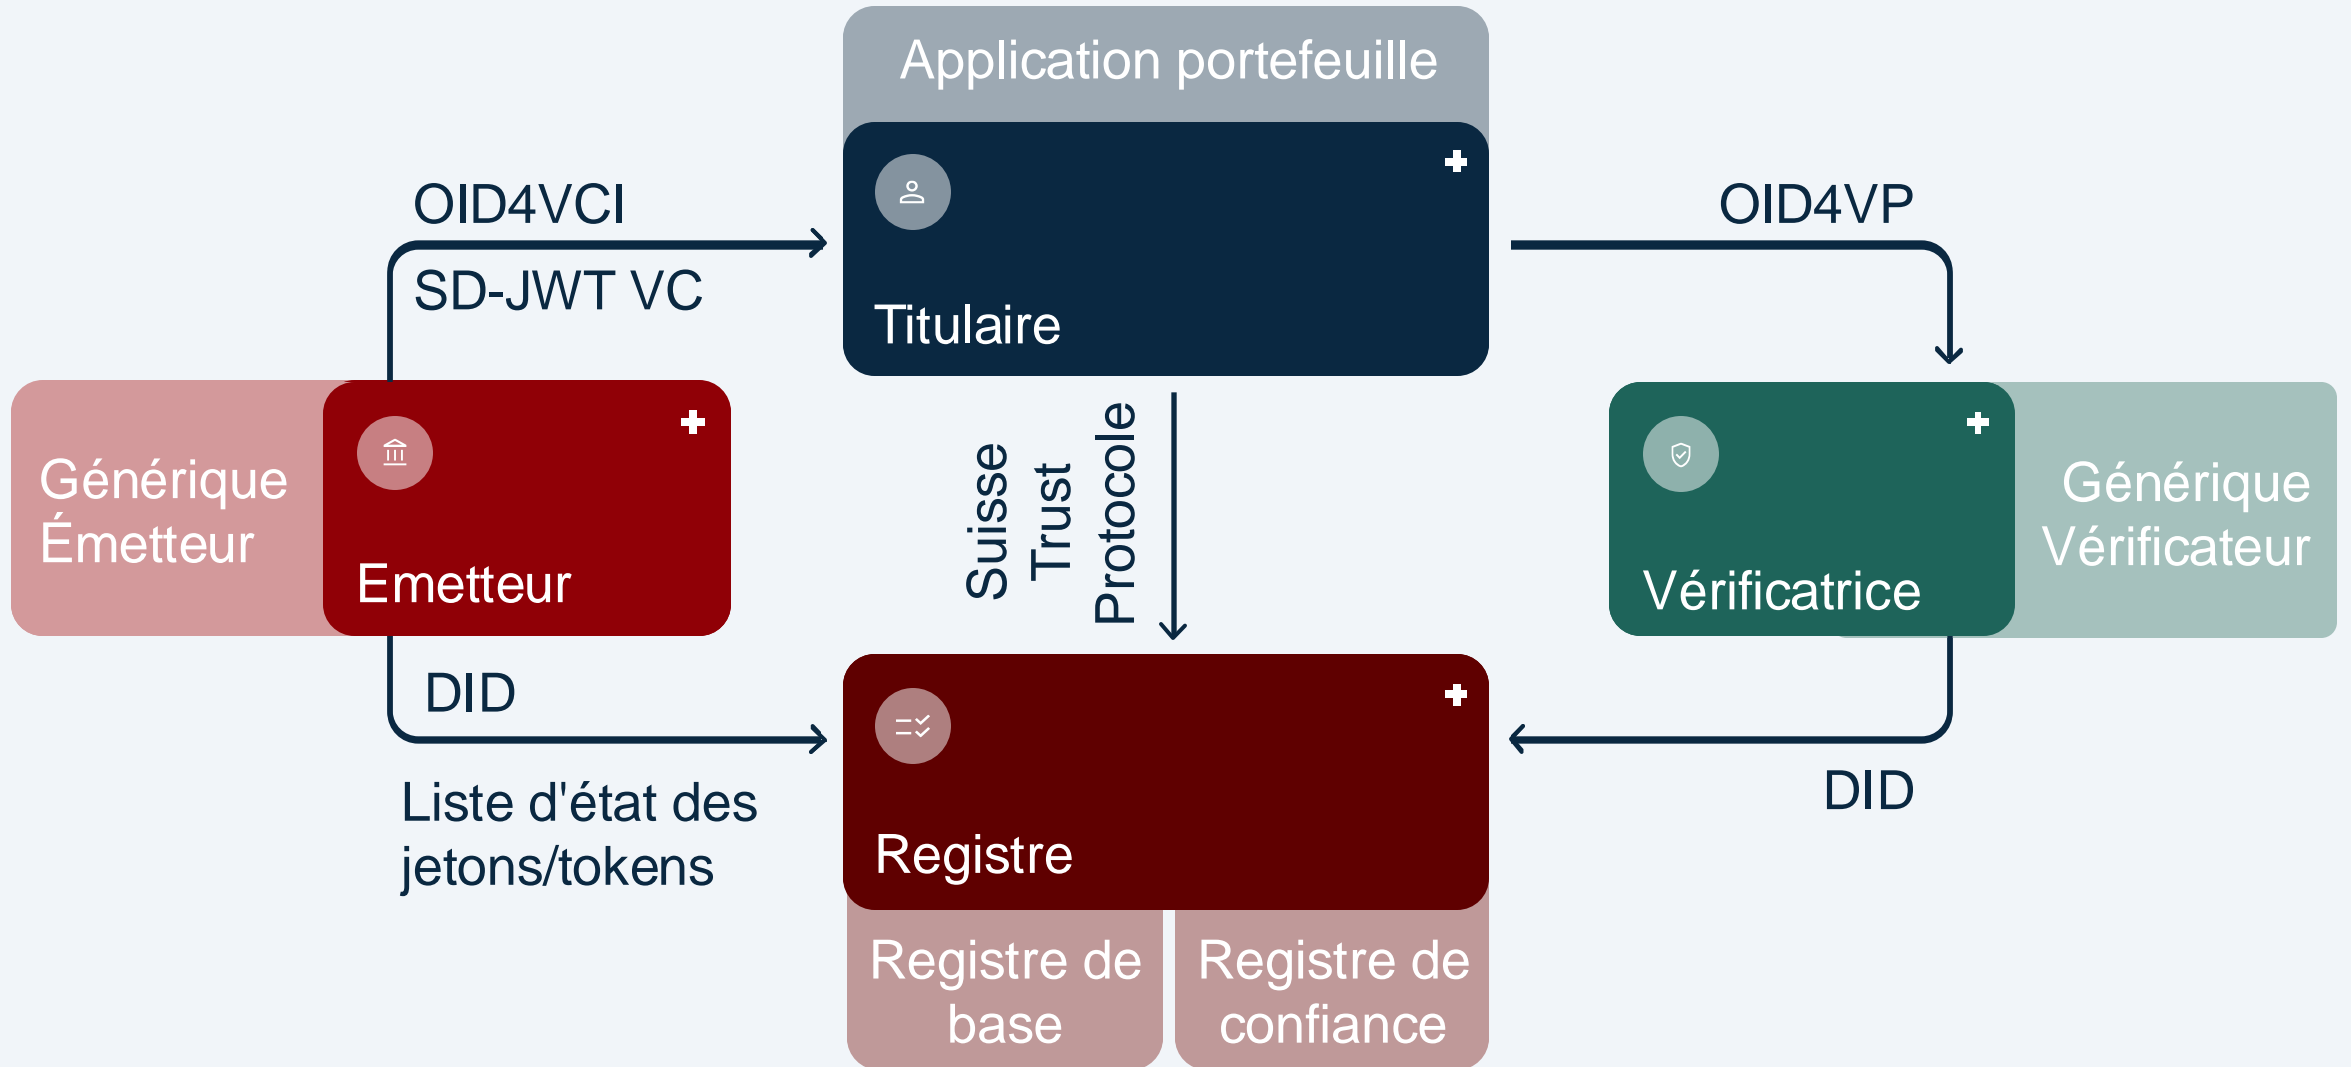 Application portefeuille
OID4VCI
SD-JWT VC
Titulaire
OID4VP
Générique
Émetteur
Emetteur
Suisse
Trust
Protocole
Vérificatrice
Générique
Vérificateur
DID
Liste d'état des
jetons/tokens
Registre
DID
Registre de
base
Registre de
confiance